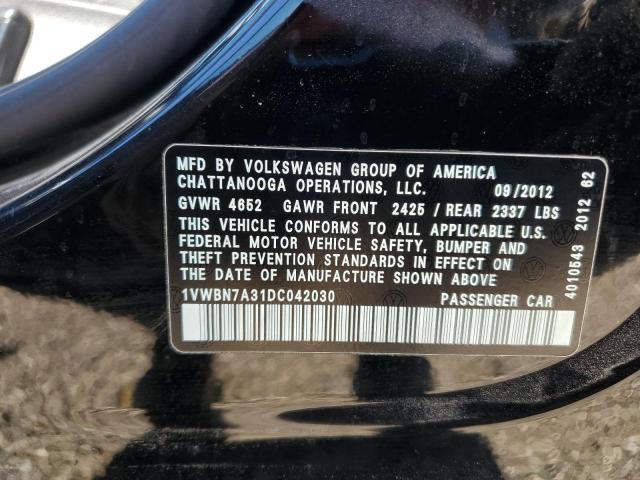 MFD BY VOLKSWAGEN GROUP OF AMERICA
CHATTANOOGA OPERATIONS, LLC. 09/2012
GVWR 4652 GAWR FRONT 2425 / REAR 2337 LBS
THIS VEHICLE CONFORMS TO ALL APPLICABLE U.S.
FEDERAL MOTOR VEHICLE SAFETY, BUMPER AND
THEFT PREVENTION STANDARDS IN EFFECT ON
THE DATE OF MANUFACTURE SHOWN ABOVE
1VWBN7A31DC042030 PASSENGER CAR
4010543 2012 62